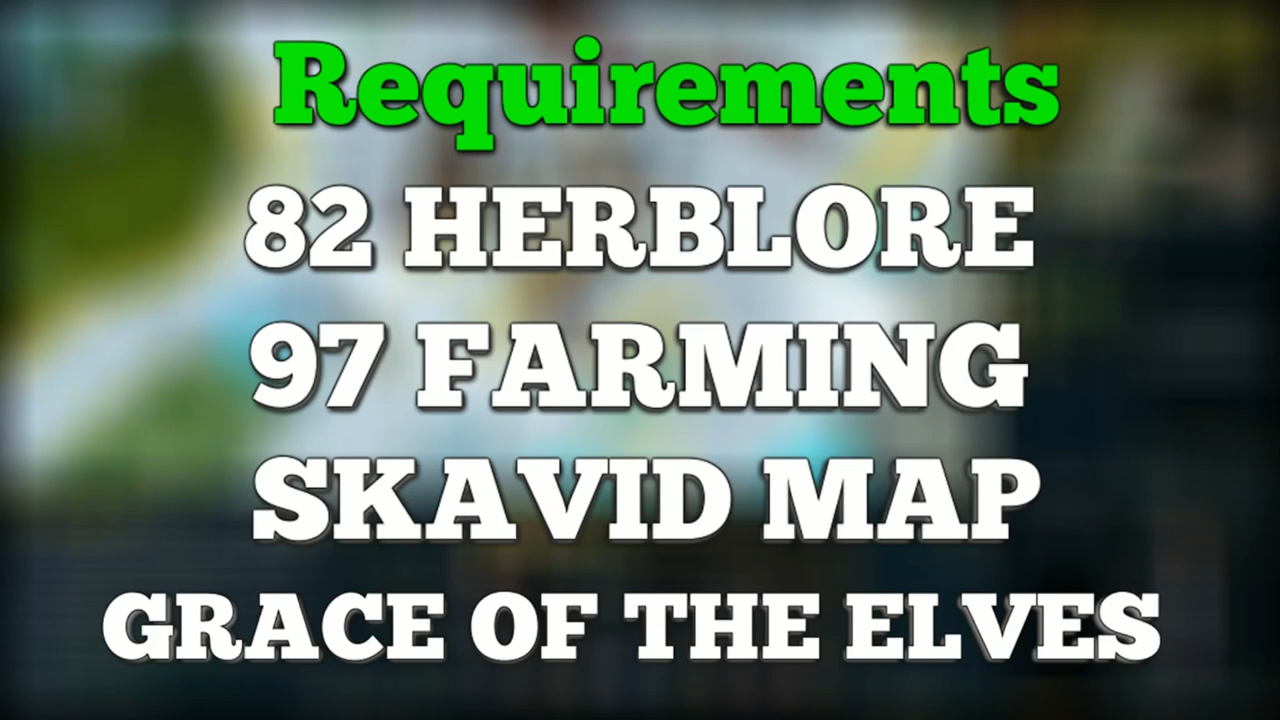 Requirements
82 HERBLORE
97 FARMING
SKAVID MAP
GRACE OF THE ELVES